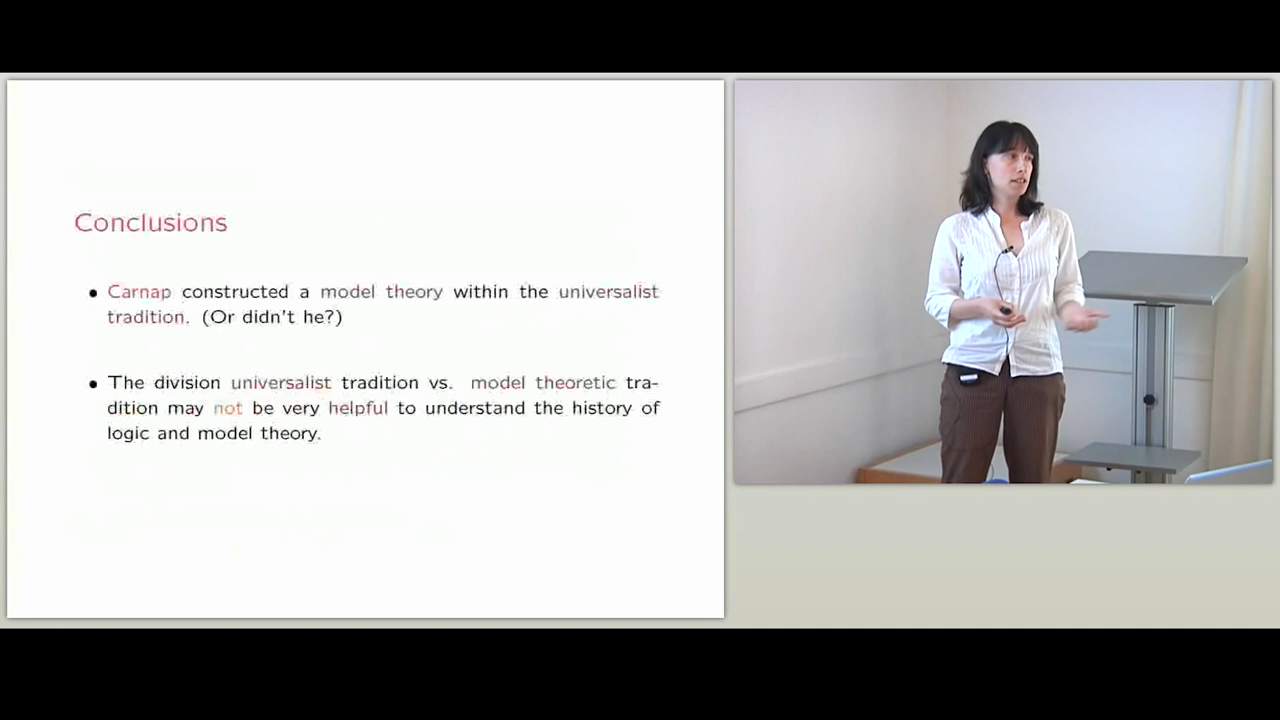 Conclusions
• Carnap constructed a model theory within the universalist
tradition. (Or didn't he?)
• The division universalist tradition vs. model theoretic tra-
dition may not be very helpful to understand the history of
logic and model theory.